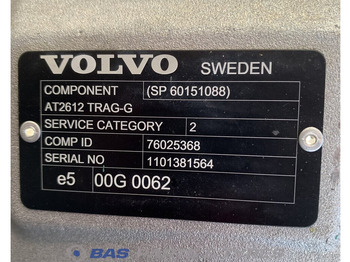 VOLVO SWEDEN
COMPONENT (SP 60151088)
AT2612 TRAG-G
SERVICE CATEGORY 2
COMP ID 76025368
SERIAL NO 1101381564
e5 00G 0062
BAS